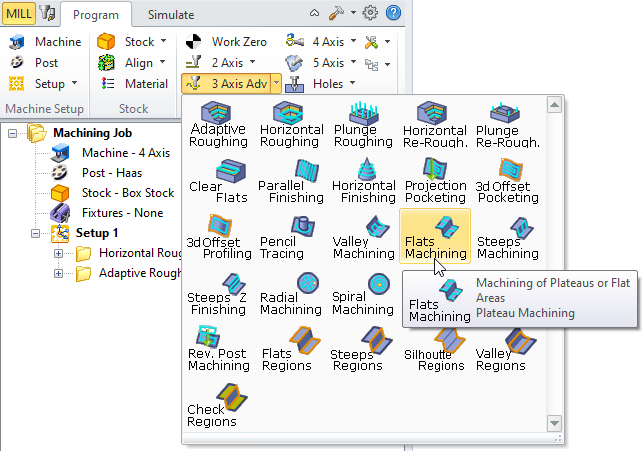 MILL Program Simulate
Machine Stock Work Zero 4 Axis
Post Align 2 Axis 5 Axis
Setup Material 3 Axis Adv Holes
Machine Setup Stock
Machining Job
Machine - 4 Axis
Post - Haas
Stock - Box Stock
Fixtures - None
Setup 1
Horizontal Roug
Adaptive Rough
Adaptive Horizontal Plunge Horizontal Plunge
Roughing Roughing Roughing Re-Rough. Re-Rough.
Clear Parallel Horizontal Projection 3d Offset
Flats Finishing Finishing Pocketing Pocketing
3d Offset Pencil Valley Flats Steeps
Profiling Tracing Machining Machining Machining
Steeps Z Radial Spiral
Finishing Machining Machining
Flats
Machining
Machining of Plateaus or Flat
Areas
Plateau Machining
Rev. Post Flats Steeps Silhoutte Valley
Machining Regions Regions Regions Regions
Check
Regions